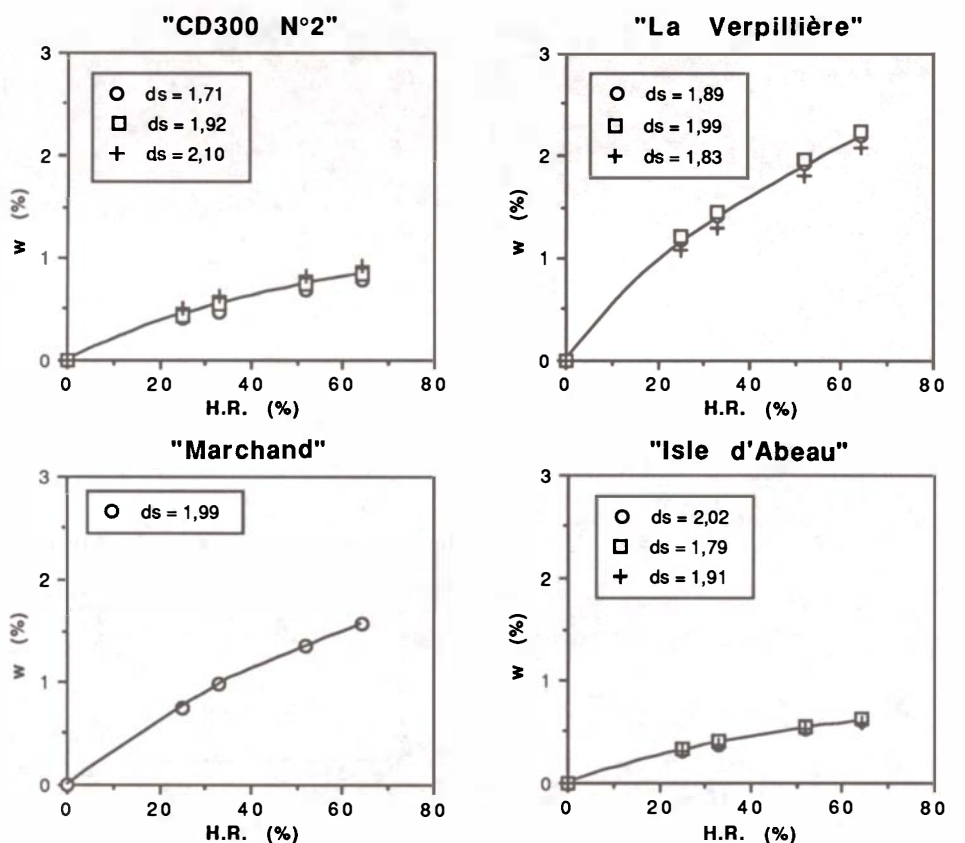 "CD300 N°2"
3
2
1
0
w (%)
ds = 1,71
ds = 1,92
ds = 2,10
0 20 40 60 80
H.R. (%)
"La Verpillière"
3
2
1
0
w (%)
ds = 1,89
ds = 1,99
ds = 1,83
0 20 40 60 80
H.R. (%)
"Marchand"
3
2
1
0
w (%)
ds = 1,99
0 20 40 60 80
H.R. (%)
"Isle d'Abeau"
3
2
1
0
w (%)
ds = 2,02
ds = 1,79
ds = 1,91
0 20 40 60 80
H.R. (%)